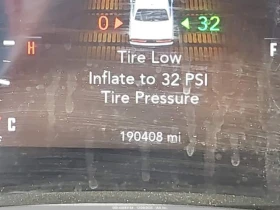 0 32
H F
Tire Low
Inflate to 32 PSI
Tire Pressure
C
190408 mi